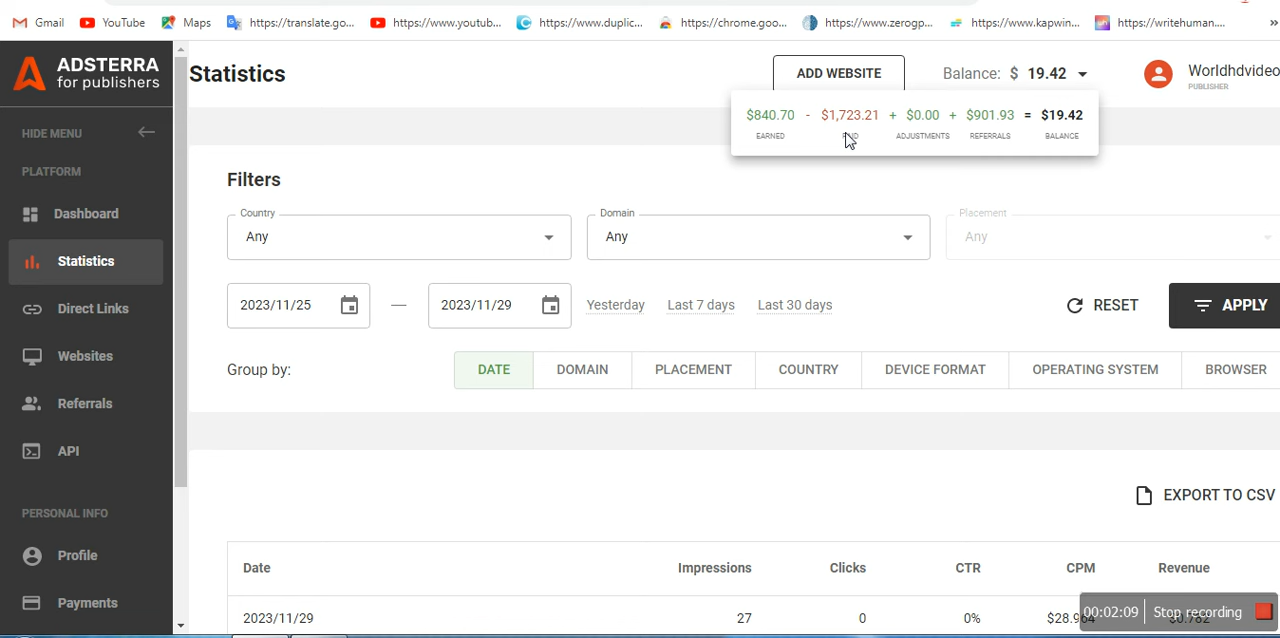 Gmail YouTube Maps https://translate.go... https://www.youtub... https://www.duplic... https://chrome.goo... https://www.zerogp... https://www.kapwin... https://writehuman.... »
ADSTERRA
for publishers
Statistics
ADD WEBSITE
Balance: $ 19.42
Worldhdvideo
PUBLISHER
$840.70 - $1,723.21 + $0.00 + $901.93 = $19.42
EARNED ADJUSTMENTS REFERRALS BALANCE
HIDE MENU
PLATFORM
Dashboard
Statistics
Direct Links
Websites
Referrals
API
PERSONAL INFO
Profile
Payments
Filters
Country
Any
Domain
Any
Placement
Any
2023/11/25 — 2023/11/29 Yesterday Last 7 days Last 30 days RESET APPLY
Group by: DATE DOMAIN PLACEMENT COUNTRY DEVICE FORMAT OPERATING SYSTEM BROWSER
EXPORT TO CSV
Date Impressions Clicks CTR CPM Revenue
2023/11/29 27 0 0%
00:02:09 Stop recording